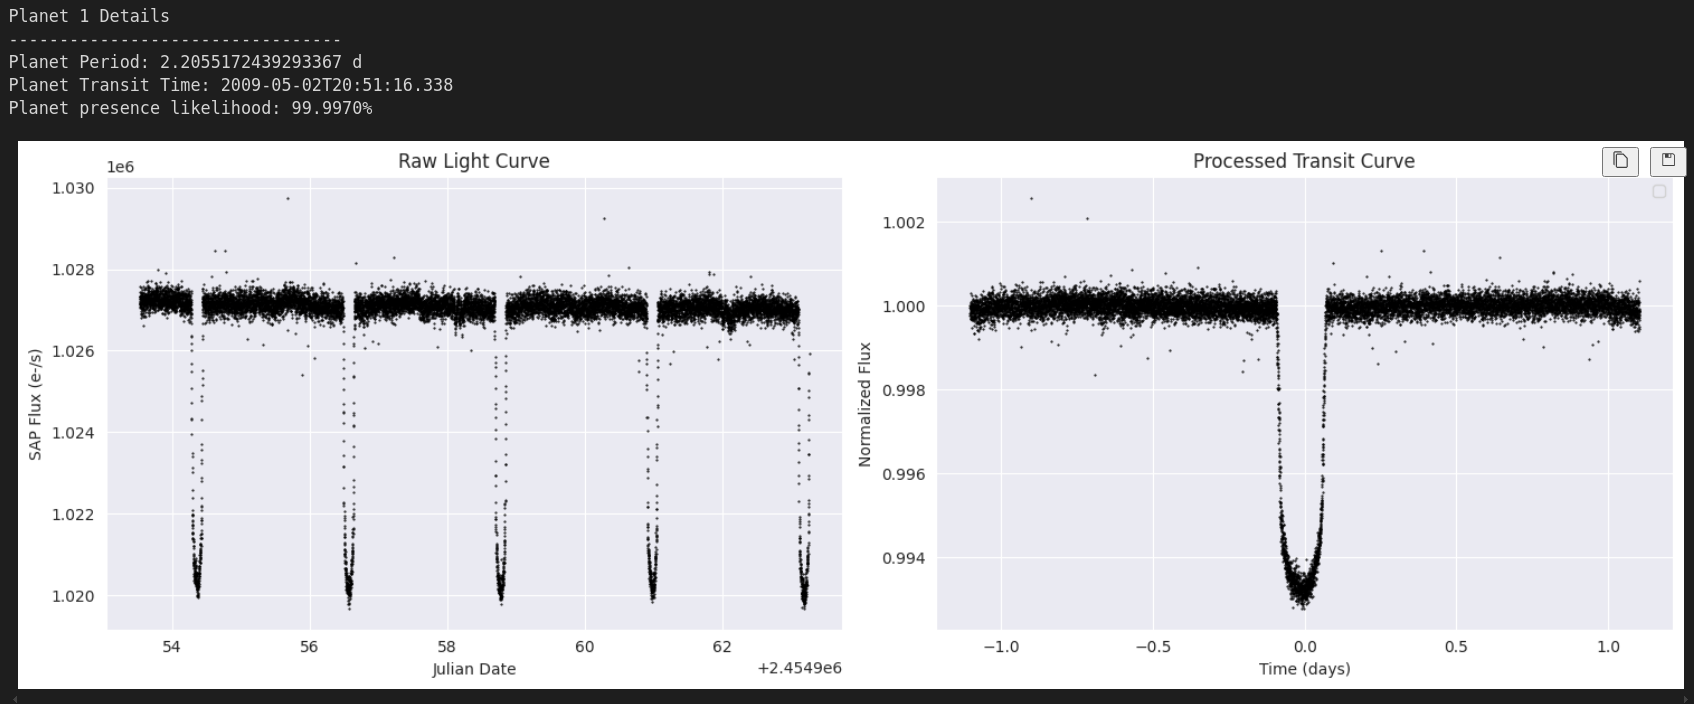 Planet 1 Details
---------------------------------
Planet Period: 2.2055172439293367 d
Planet Transit Time: 2009-05-02T20:51:16.338
Planet presence likelihood: 99.9970%
Raw Light Curve
1e6
1.030
1.028
1.026
1.024
1.022
1.020
SAP Flux (e-/s)
54
56
58
60
62
Julian Date
+2.4549e6
Processed Transit Curve
1.002
1.000
0.998
0.996
0.994
Normalized Flux
−1.0
−0.5
0.0
0.5
1.0
Time (days)